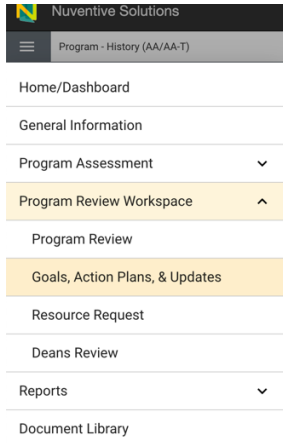 Nuventive Solutions
Program - History (AA/AA-T)
Home/Dashboard
General Information
Program Assessment
Program Review Workspace
Program Review
Goals, Action Plans, & Updates
Resource Request
Deans Review
Reports
Document Library